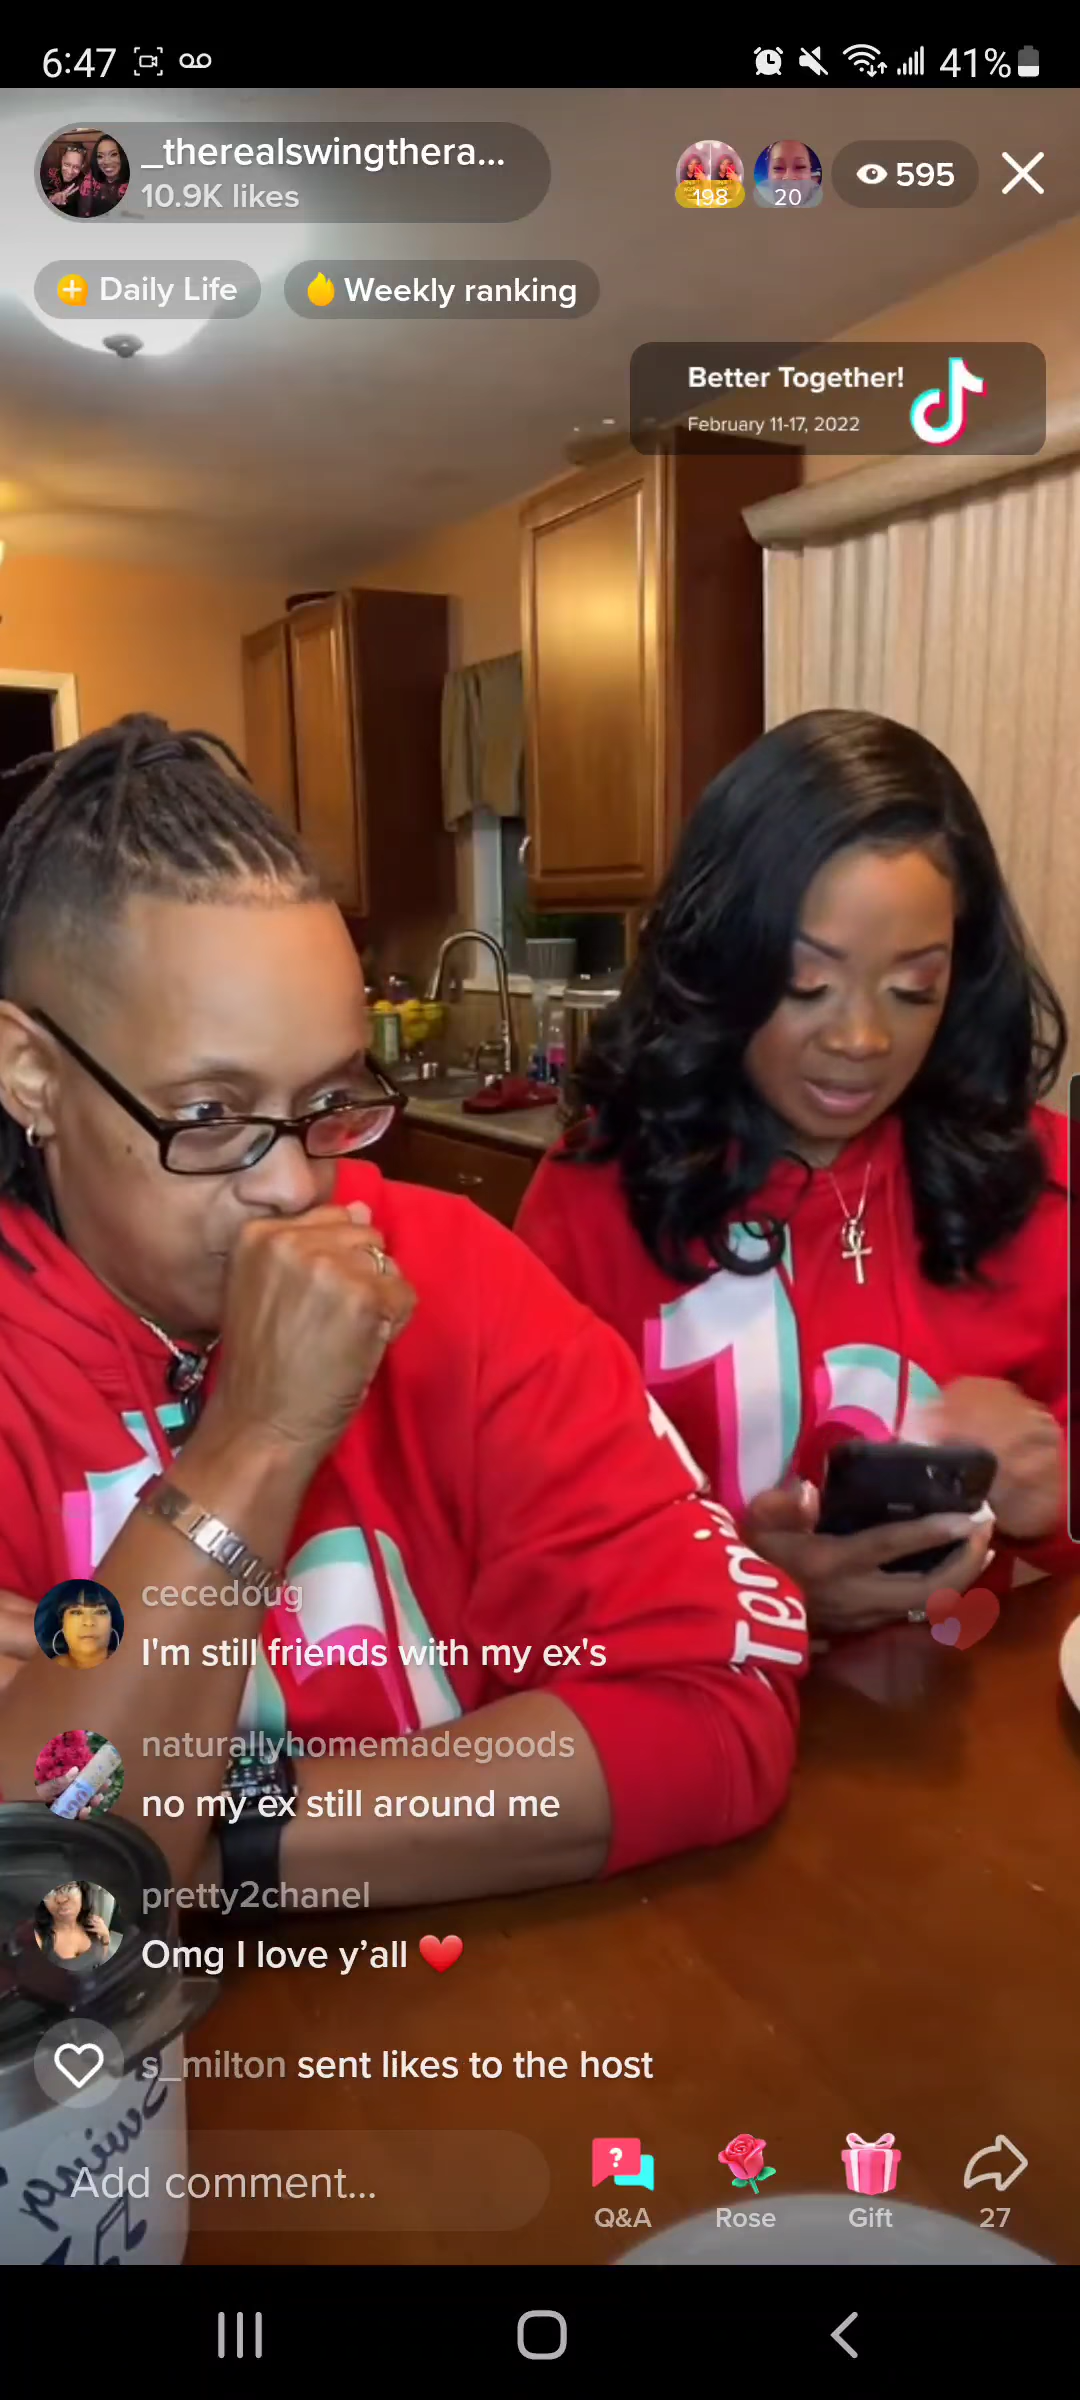 6:47
41%
_therealswingthera...
10.9K likes
198
20
595
Daily Life
Weekly ranking
Better Together!
February 11-17, 2022
cecedoug
I'm still friends with my ex's
naturallyhomemadegoods
no my ex still around me
pretty2chanel
Omg I love y’all ❤️
s_milton sent likes to the host
Add comment...
Q&A
Rose
Gift
27